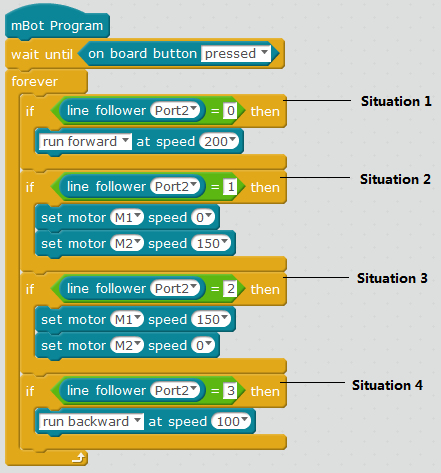 mBot Program
wait until on board button pressed
forever
if line follower Port2 = 0 then Situation 1
run forward at speed 200
if line follower Port2 = 1 then Situation 2
set motor M1 speed 0
set motor M2 speed 150
if line follower Port2 = 2 then Situation 3
set motor M1 speed 150
set motor M2 speed 0
if line follower Port2 = 3 then Situation 4
run backward at speed 100